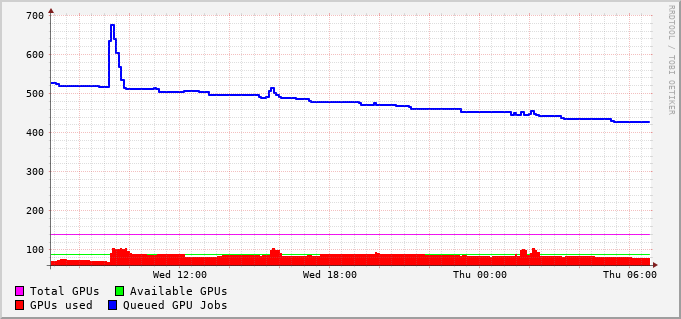 700
RRDTOOL / TOBI OETIKER
600
500
400
300
200
100
Wed 12:00 Wed 18:00 Thu 00:00 Thu 06:00
Total GPUs Available GPUs
GPUs used Queued GPU Jobs